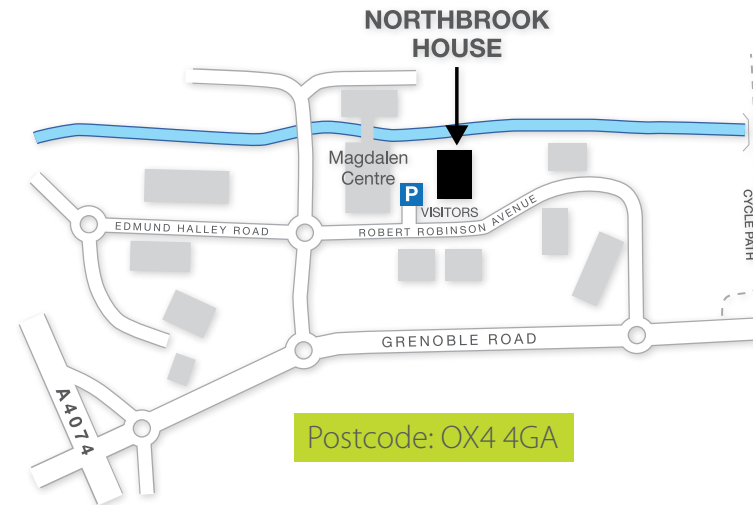 NORTHBROOK
HOUSE
Magdalen
Centre
P
VISITORS
EDMUND HALLEY ROAD
ROBERT ROBINSON AVENUE
CYCLE PATH
GRENOBLE ROAD
A4074
Postcode: OX4 4GA